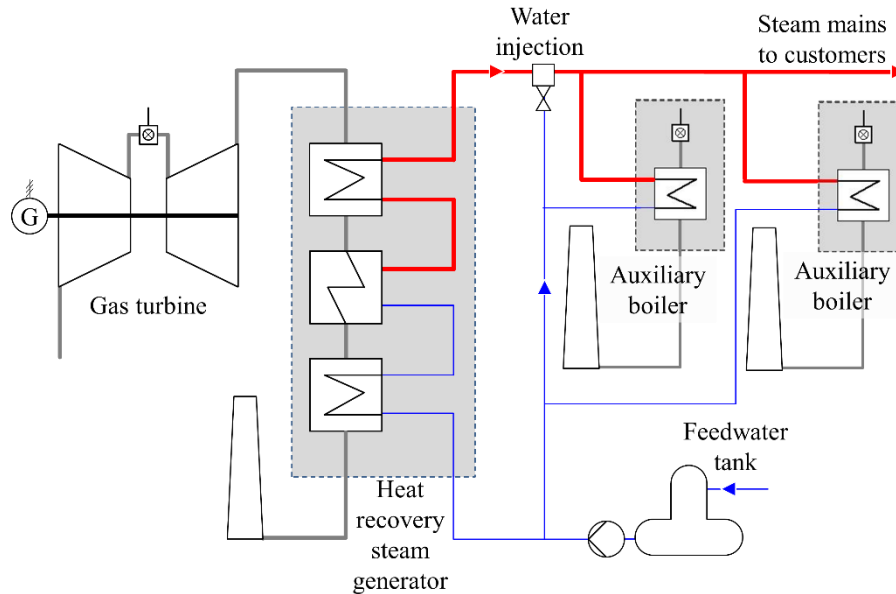 Water
injection
Steam mains
to customers
G
Gas turbine
Auxiliary
boiler
Auxiliary
boiler
Heat
recovery
steam
generator
Feedwater
tank